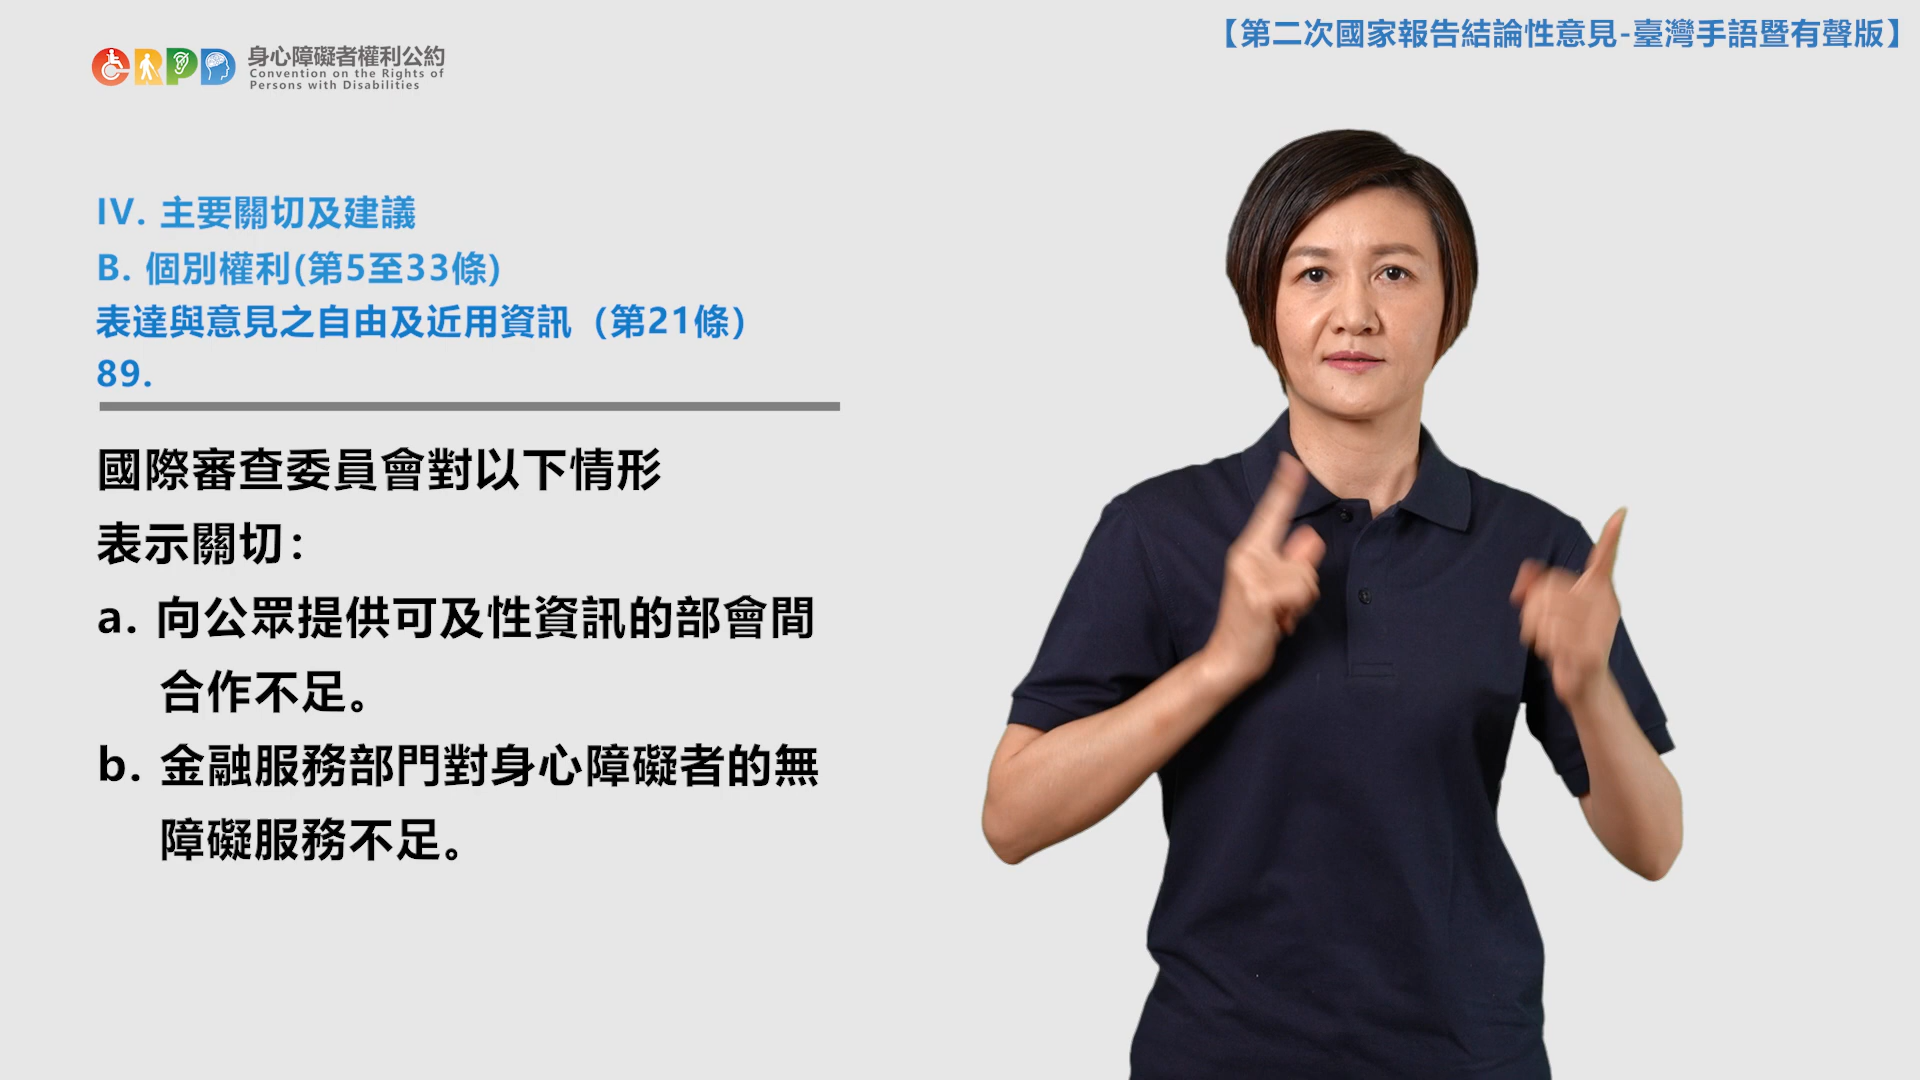 【第二次國家報告結論性意見-臺灣手語暨有聲版】
CRPD
身心障礙者權利公約
Convention on the Rights of
Persons with Disabilities
IV. 主要關切及建議
B. 個別權利(第5至33條)
表達與意見之自由及近用資訊（第21條）
89.
國際審查委員會對以下情形
表示關切：
a. 向公眾提供可及性資訊的部會間
合作不足。
b. 金融服務部門對身心障礙者的無
障礙服務不足。